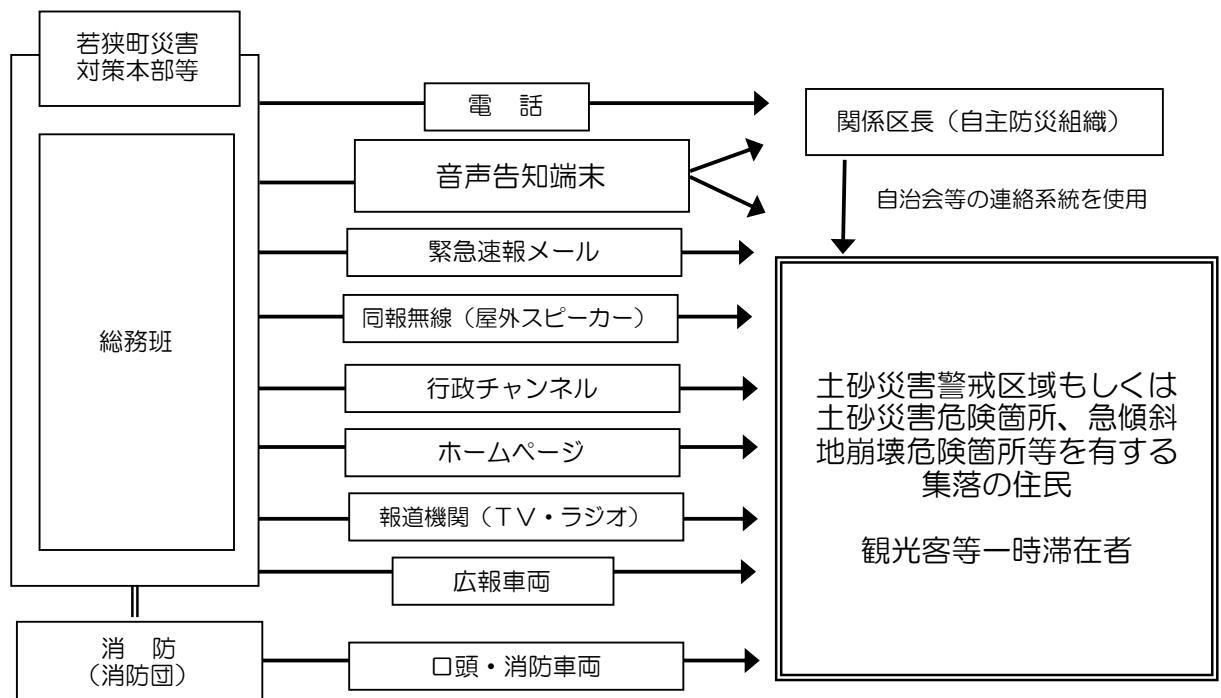 若狭町災害
対策本部等
総務班
消　防
（消防団）
電　話
音声告知端末
緊急速報メール
同報無線（屋外スピーカー）
行政チャンネル
ホームページ
報道機関（ＴＶ・ラジオ）
広報車両
口頭・消防車両
関係区長（自主防災組織）
自治会等の連絡系統を使用
土砂災害警戒区域もしくは
土砂災害危険箇所、急傾斜
地崩壊危険箇所等を有する
集落の住民
観光客等一時滞在者